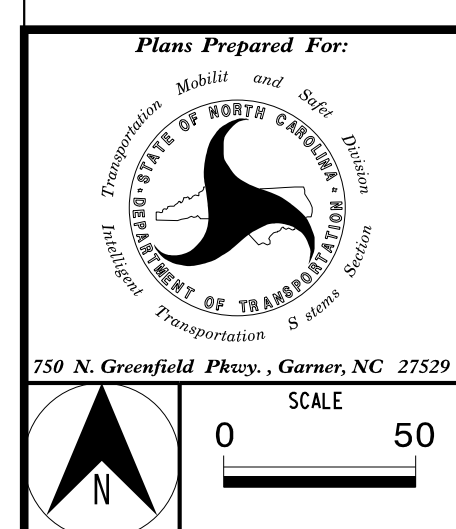 Plans Prepared For:
Transportation Mobilit and Safet Division
STATE OF NORTH CAROLINA
DEPARTMENT OF TRANSPORTATION
Intelligent Transportation S stems Section
750 N. Greenfield Pkwy. , Garner, NC 27529
N
SCALE
0 50